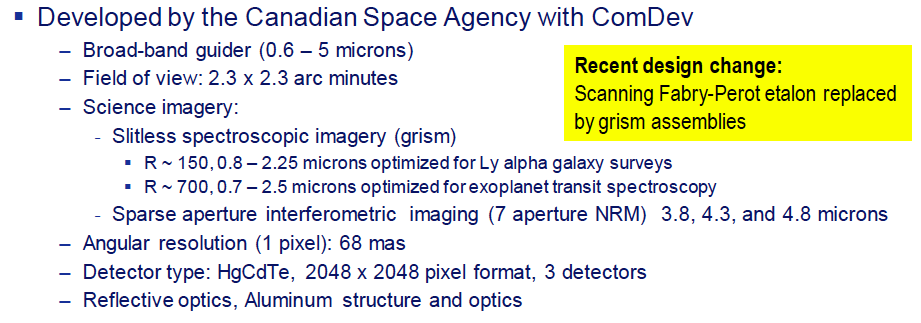 ▪ Developed by the Canadian Space Agency with ComDev
– Broad-band guider (0.6 – 5 microns)
– Field of view: 2.3 x 2.3 arc minutes
– Science imagery:
- Slitless spectroscopic imagery (grism)
▪ R ~ 150, 0.8 – 2.25 microns optimized for Ly alpha galaxy surveys
▪ R ~ 700, 0.7 – 2.5 microns optimized for exoplanet transit spectroscopy
- Sparse aperture interferometric imaging (7 aperture NRM) 3.8, 4.3, and 4.8 microns
– Angular resolution (1 pixel): 68 mas
– Detector type: HgCdTe, 2048 x 2048 pixel format, 3 detectors
– Reflective optics, Aluminum structure and optics
Recent design change:
Scanning Fabry-Perot etalon replaced
by grism assemblies